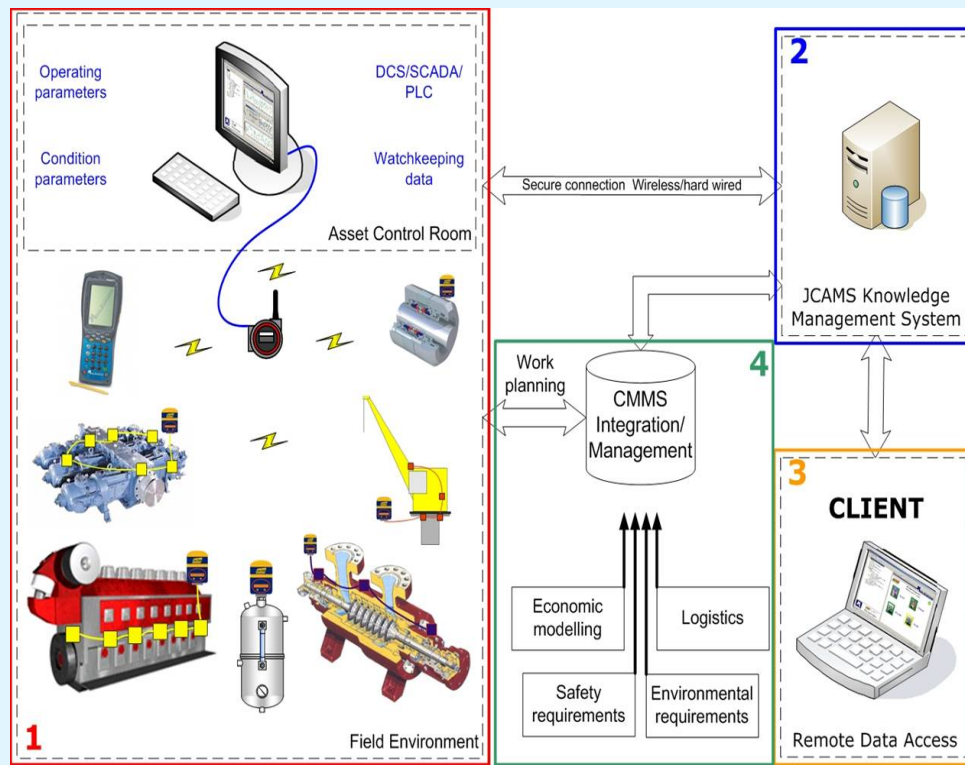 Operating
parameters
DCS/SCADA/
PLC
Condition
parameters
Watchkeeping
data
Asset Control Room
1
Field Environment
Secure connection Wireless/hard wired
2
JCAMS Knowledge
Management System
4
Work
planning
CMMS
Integration/
Management
Economic
modelling
Logistics
Safety
requirements
Environmental
requirements
3
CLIENT
Remote Data Access